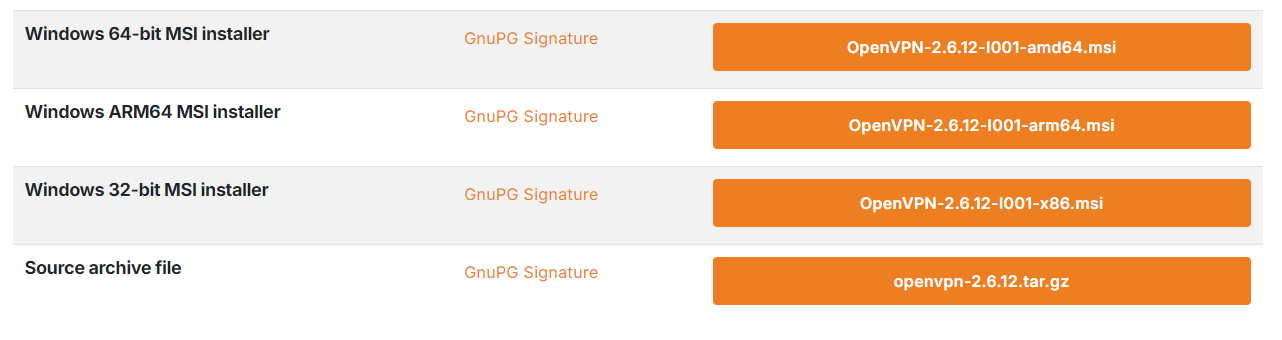 Windows 64-bit MSI installer
GnuPG Signature
OpenVPN-2.6.12-I001-amd64.msi
Windows ARM64 MSI installer
GnuPG Signature
OpenVPN-2.6.12-I001-arm64.msi
Windows 32-bit MSI installer
GnuPG Signature
OpenVPN-2.6.12-I001-x86.msi
Source archive file
GnuPG Signature
openvpn-2.6.12.tar.gz